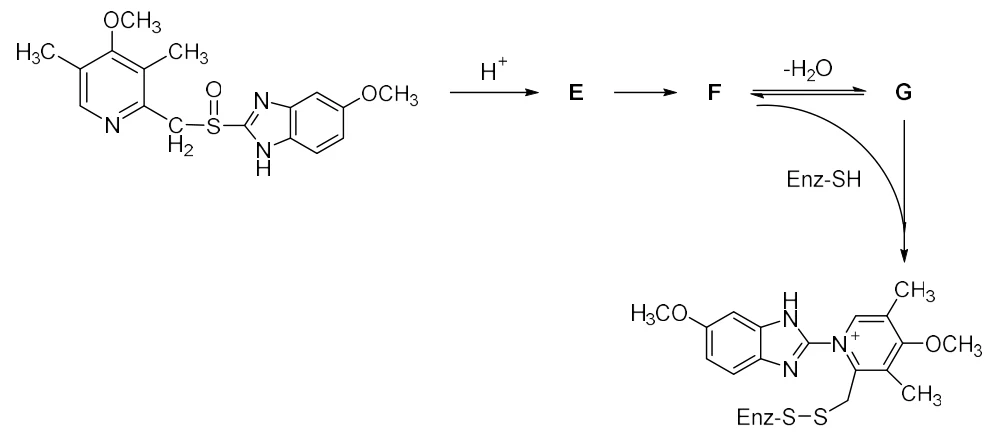 OCH₃
H₃C
CH₃
O
N
S
N
OCH₃
C
H₂
N
H
H⁺
E
F
-H₂O
G
Enz-SH
H
N
CH₃
H₃CO
N⁺
OCH₃
N
CH₃
Enz-S-S